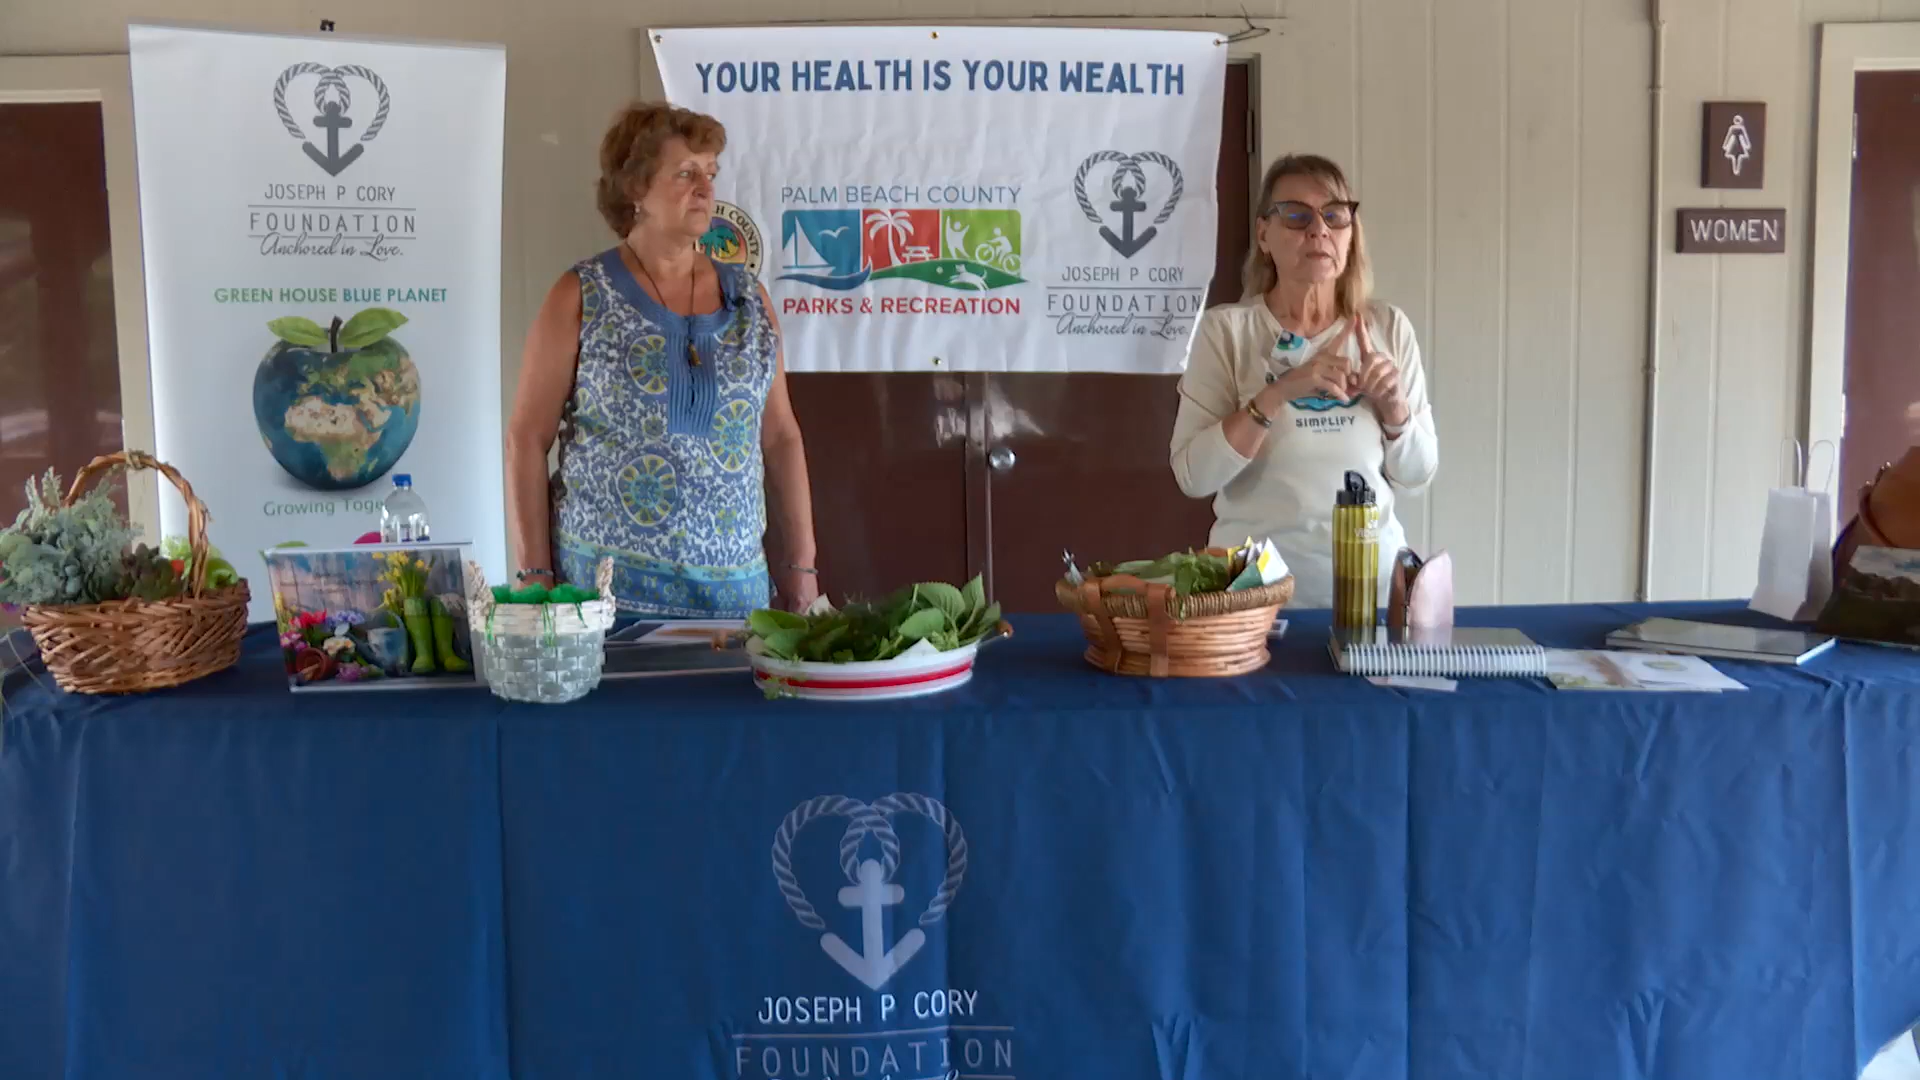 JOSEPH P CORY
FOUNDATION
Anchored in Love.
GREEN HOUSE BLUE PLANET
Growing Toge
YOUR HEALTH IS YOUR WEALTH
H COUNTY
PALM BEACH COUNTY
PARKS & RECREATION
JOSEPH P CORY
FOUNDATION
Anchored in Love.
WOMEN
SIMPLIFY
JOSEPH P CORY
FOUNDATION